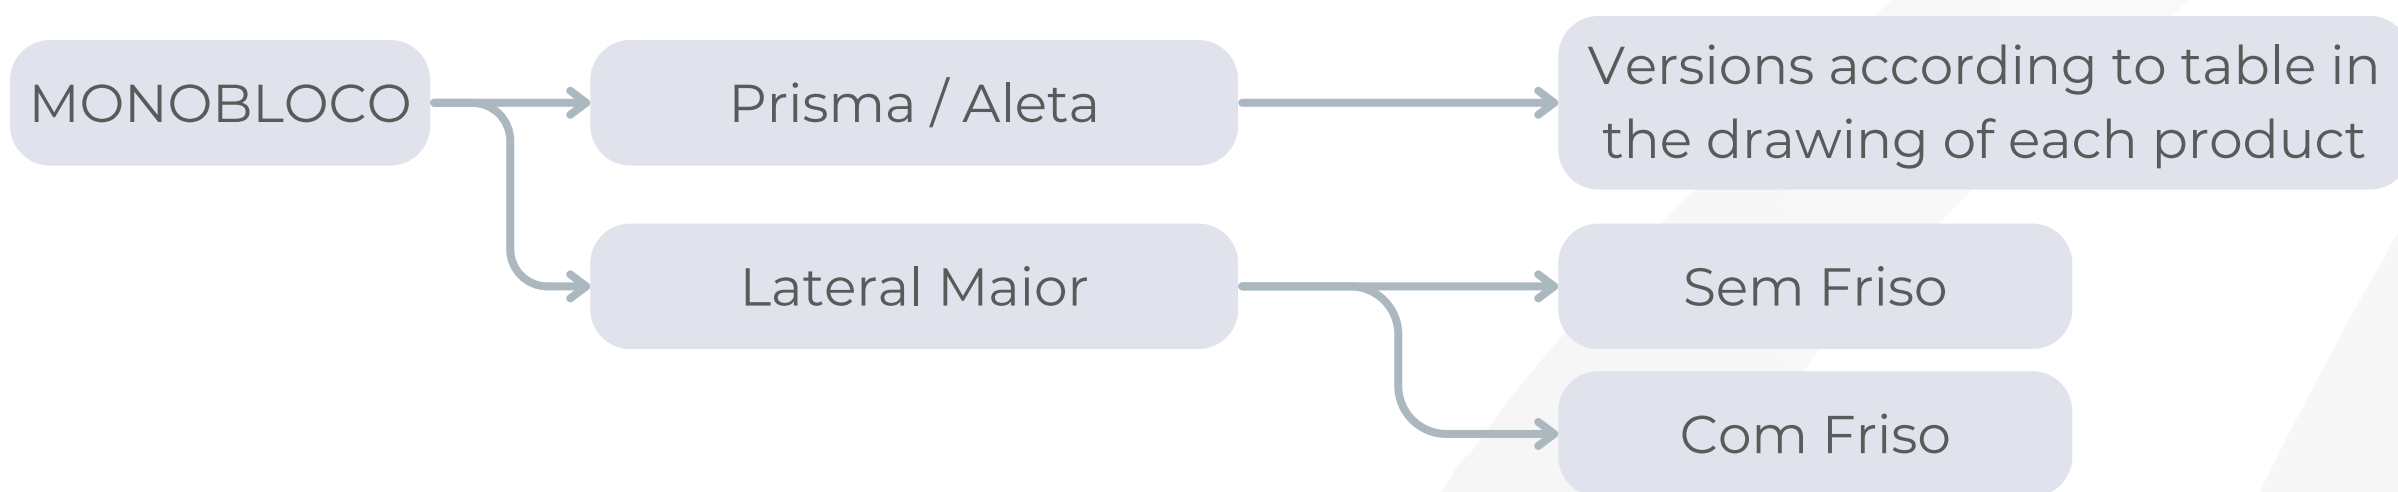 MONOBLOCO
Prisma / Aleta
Versions according to table in
the drawing of each product
Lateral Maior
Sem Friso
Com Friso